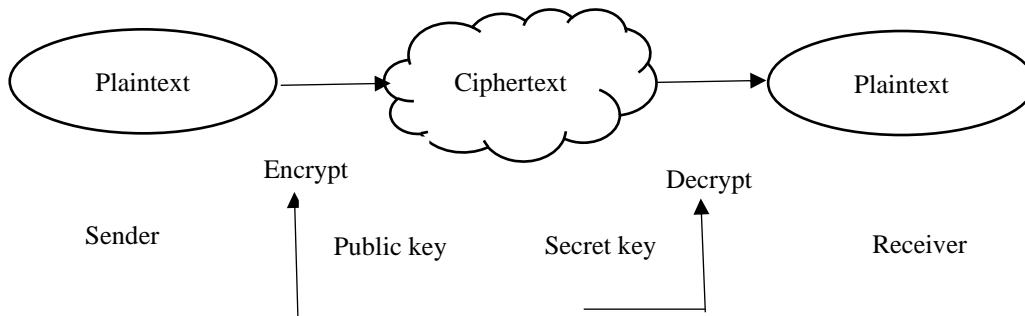 Plaintext
Ciphertext
Plaintext
Encrypt
Decrypt
Sender
Public key
Secret key
Receiver